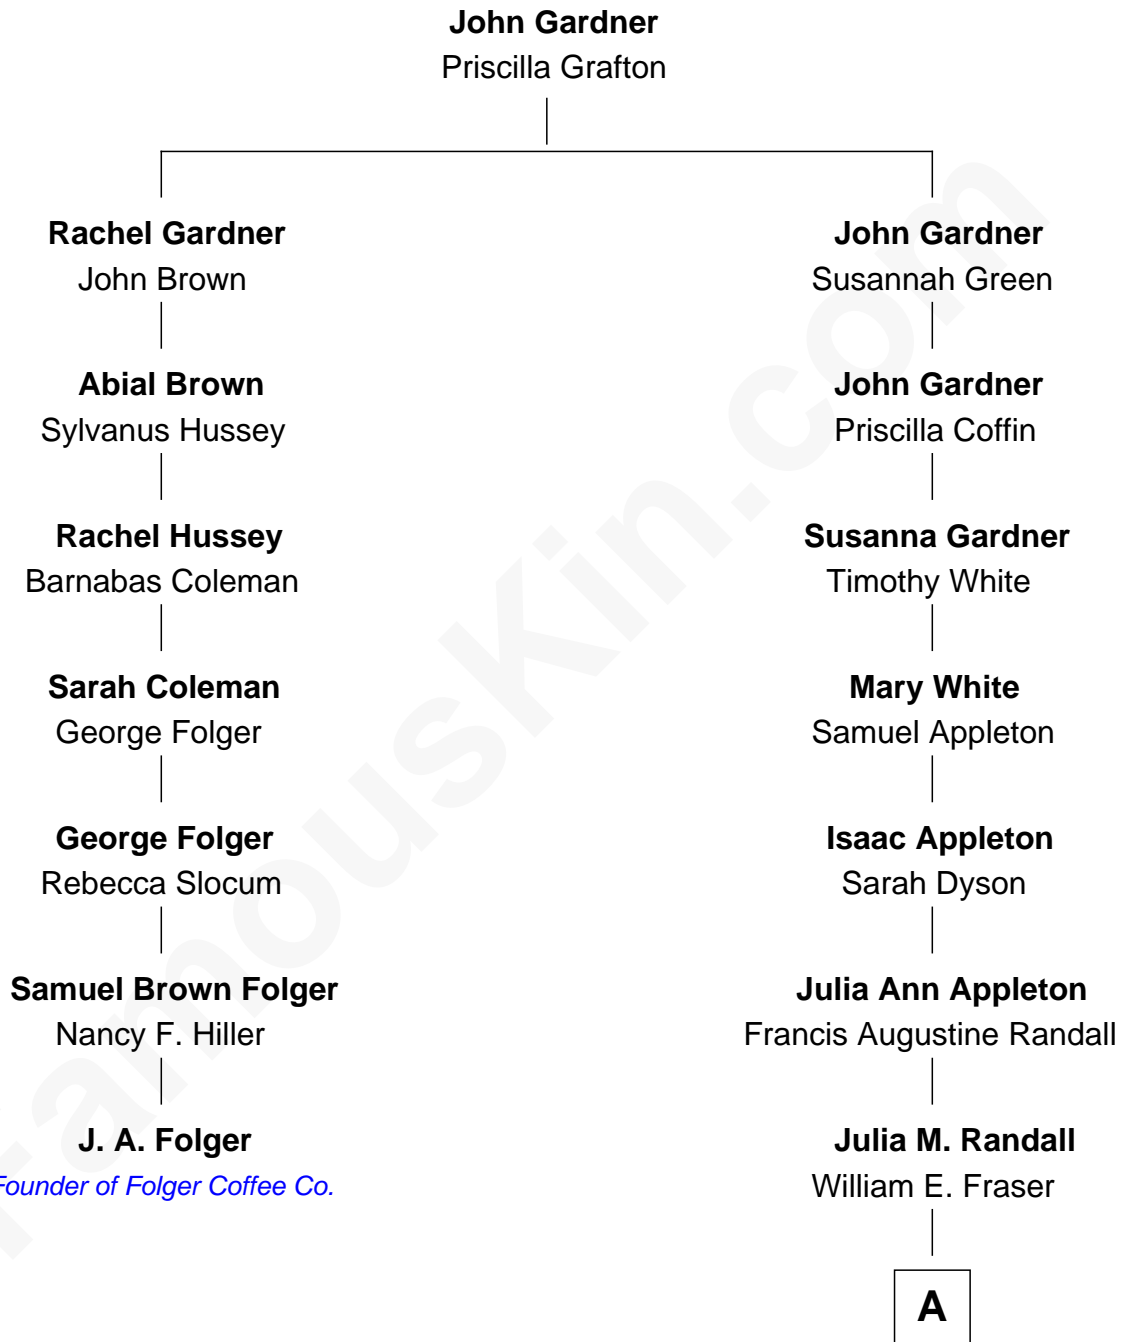 John Gardner
Priscilla Grafton
Rachel Gardner
John Brown
John Gardner
Susannah Green
Abial Brown
Sylvanus Hussey
John Gardner
Priscilla Coffin
Rachel Hussey
Barnabas Coleman
Susanna Gardner
Timothy White
Sarah Coleman
George Folger
Mary White
Samuel Appleton
George Folger
Rebecca Slocum
Isaac Appleton
Sarah Dyson
Samuel Brown Folger
Nancy F. Hiller
Julia Ann Appleton
Francis Augustine Randall
J. A. Folger
Founder of Folger Coffee Co.
Julia M. Randall
William E. Fraser
A
FamousKin.com